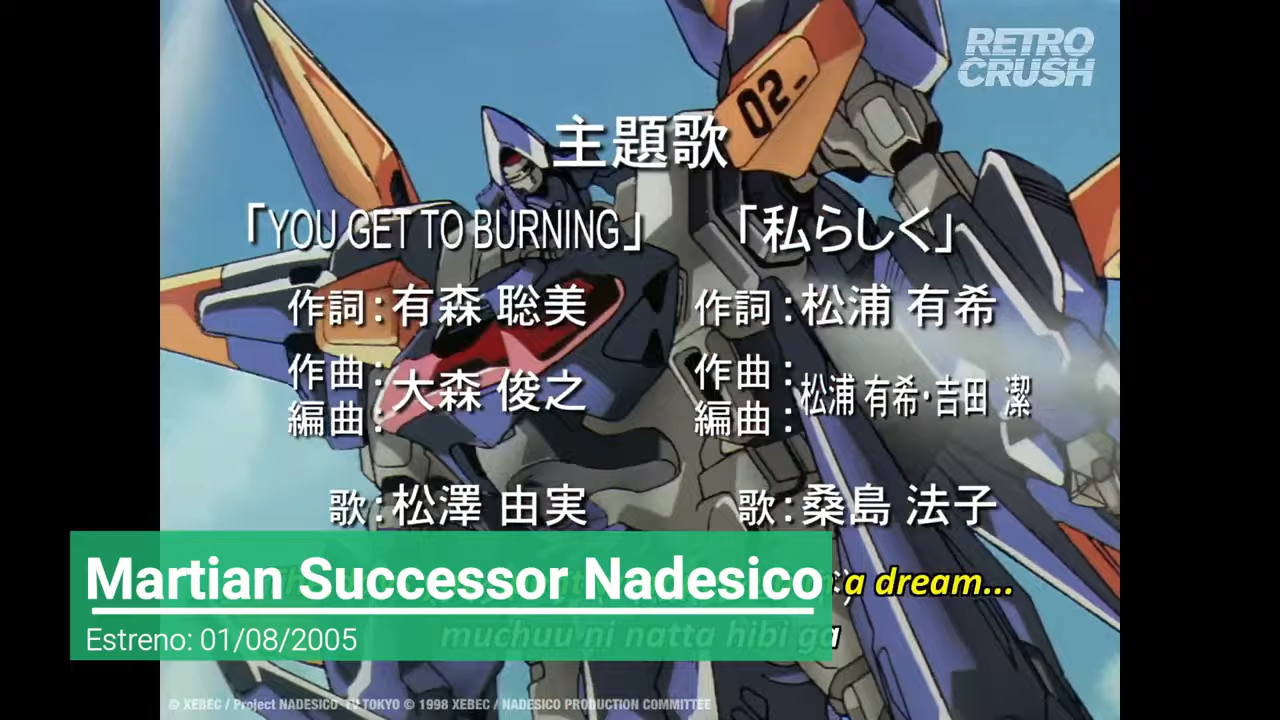 RETRO
CRUSH
02-
主題歌
「YOU GET TO BURNING」
「私らしく」
作詞:有森 聡美
作詞:松浦 有希
作曲:
編曲:
大森 俊之
作曲:
編曲:
松浦 有希・吉田 潔
歌:松澤 由実
歌:桑島 法子
Martian Successor Nadesico
a dream...
Estreno: 01/08/2005
muchuu ni natta hibi ga
© XEBEC / Project NADESICO TV TOKYO © 1998 XEBEC / NADESICO PRODUCTION COMMITTEE